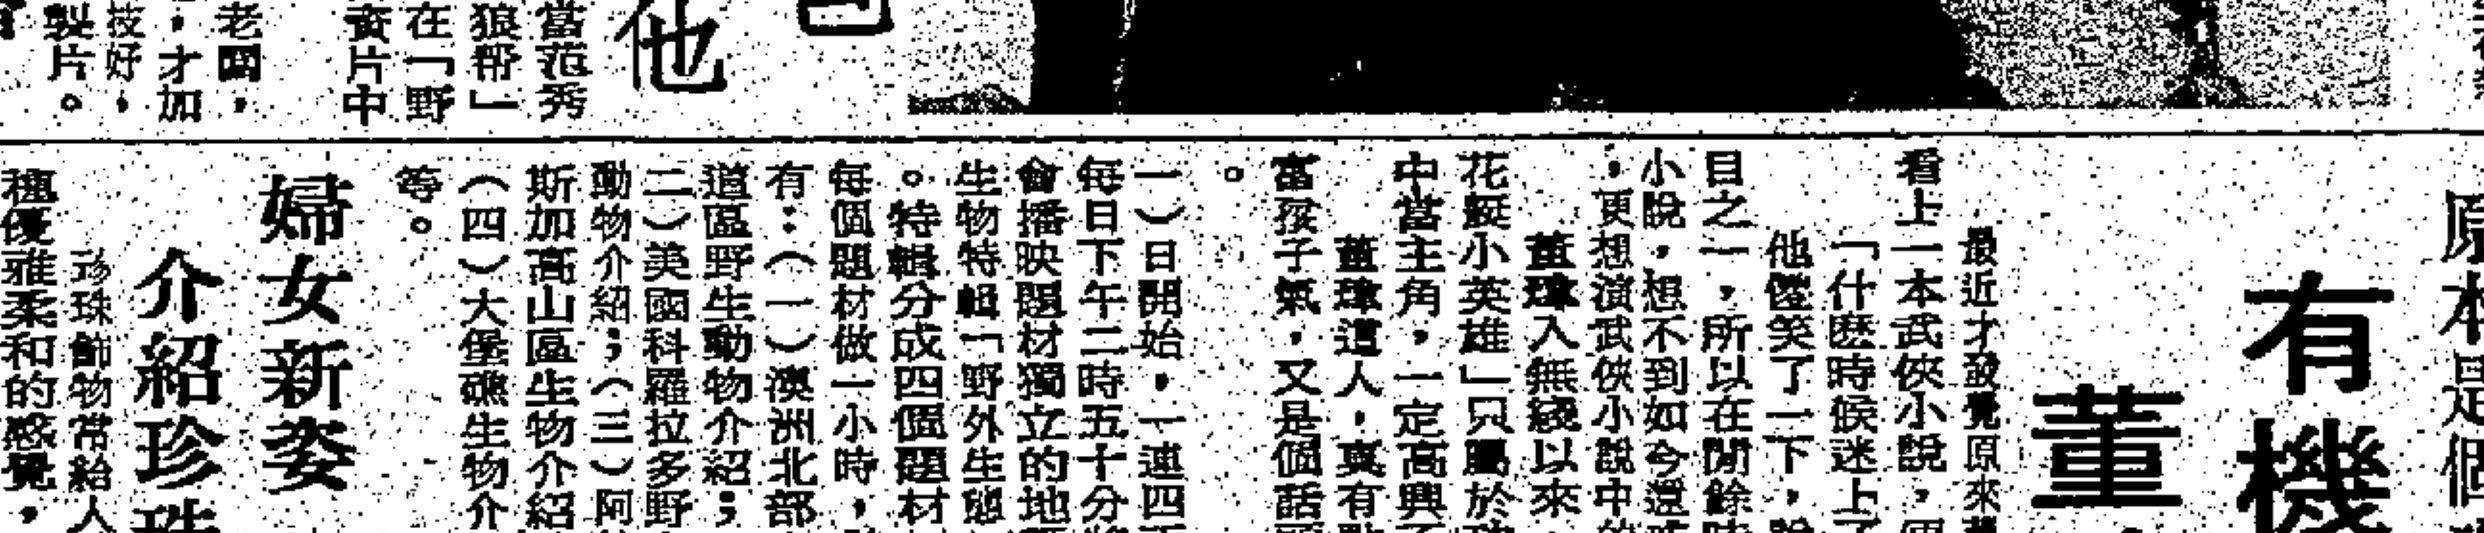 他
當范秀
狼幫」
在「野
資片中
老闆，
，才加
技好，
製片。
原本是個
有機
董
最近才發覺原來
看上一本武俠小說，
「什麼時候迷上了
他儍笑了一下，說
目之一，所以在閒餘時
小說，想不到如今還
，更想演武俠小說中的
董瑋入無綫以來，
花艇小英雄」只屬於
中當主角，一定高興
董瑋這人，眞有點
富孩子氣，又是個話
。
一）日開始，一連四
每日下午二時五十分
會播映題材獨立的地
生物特輯「野外生態
。特輯分成四個題材
每個題材做一小時，
有：（一）澳洲北部
道區野生動物介紹；
二）美國科羅拉多野
動物介紹；（三）阿
斯加高山區生物介紹
（四）大堡礁生物介
等。
婦女新姿
介紹珍珠
珍珠飾物常給人
種優雅柔和的感覺，